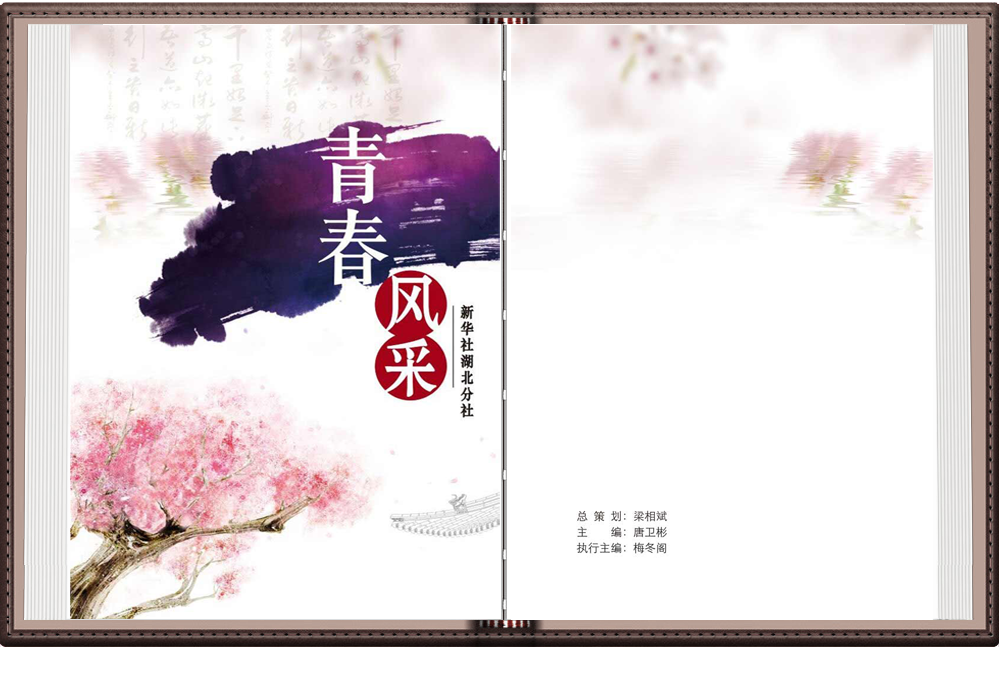 青春
风采
新华社湖北分社
总 策 划：梁相斌
主　　编：唐卫彬
执行主编：梅冬阁